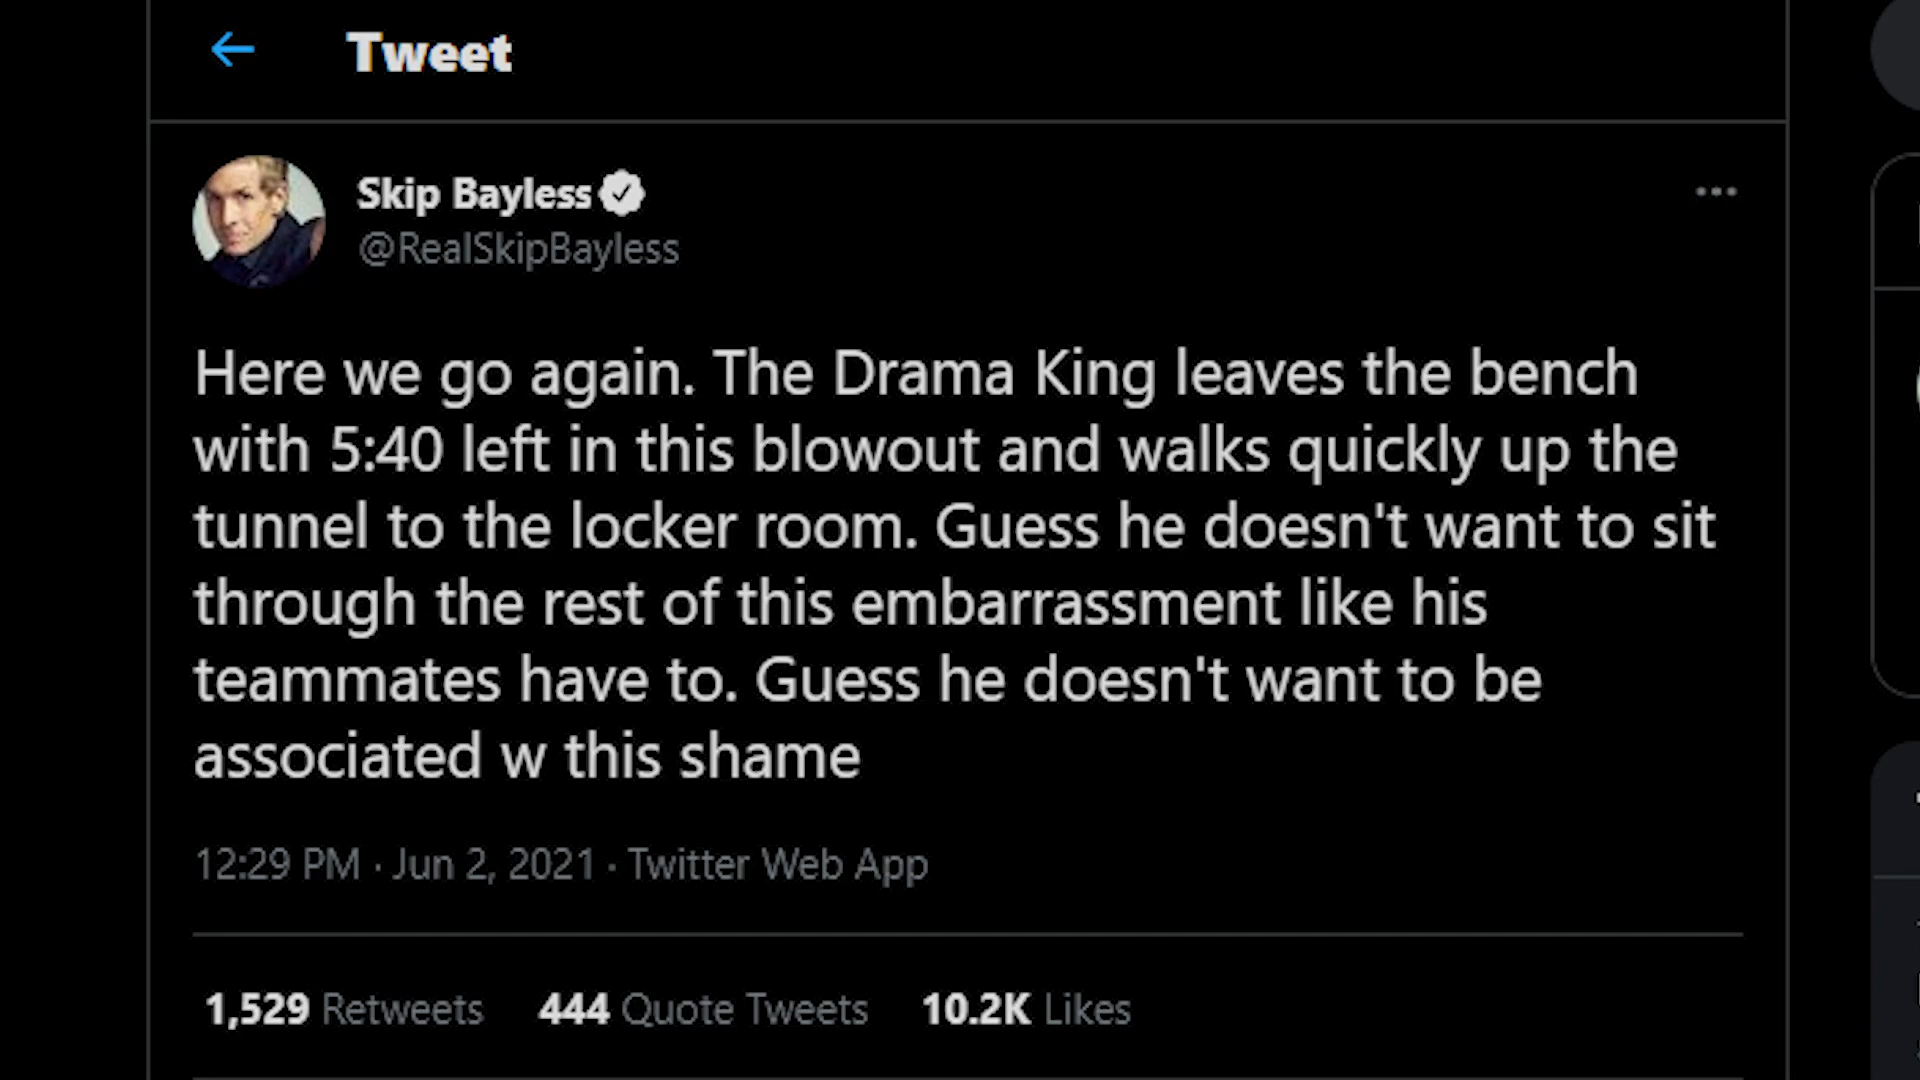 Tweet
Skip Bayless
@RealSkipBayless
Here we go again. The Drama King leaves the bench
with 5:40 left in this blowout and walks quickly up the
tunnel to the locker room. Guess he doesn't want to sit
through the rest of this embarrassment like his
teammates have to. Guess he doesn't want to be
associated w this shame
12:29 PM · Jun 2, 2021 · Twitter Web App
1,529 Retweets 444 Quote Tweets 10.2K Likes